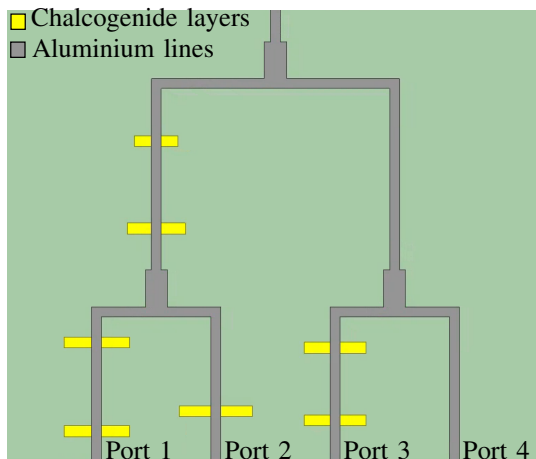 Chalcogenide layers
Aluminium lines
Port 1 Port 2 Port 3 Port 4